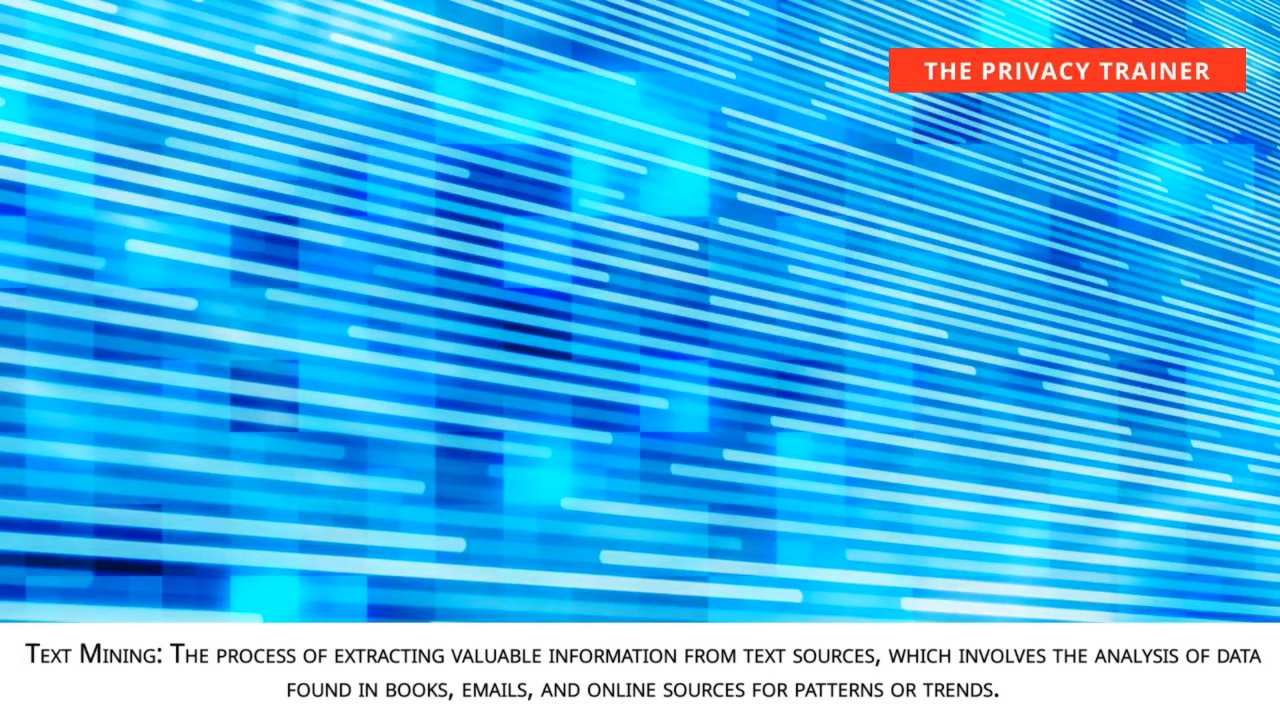 THE PRIVACY TRAINER
Text Mining: The process of extracting valuable information from text sources, which involves the analysis of data
found in books, emails, and online sources for patterns or trends.